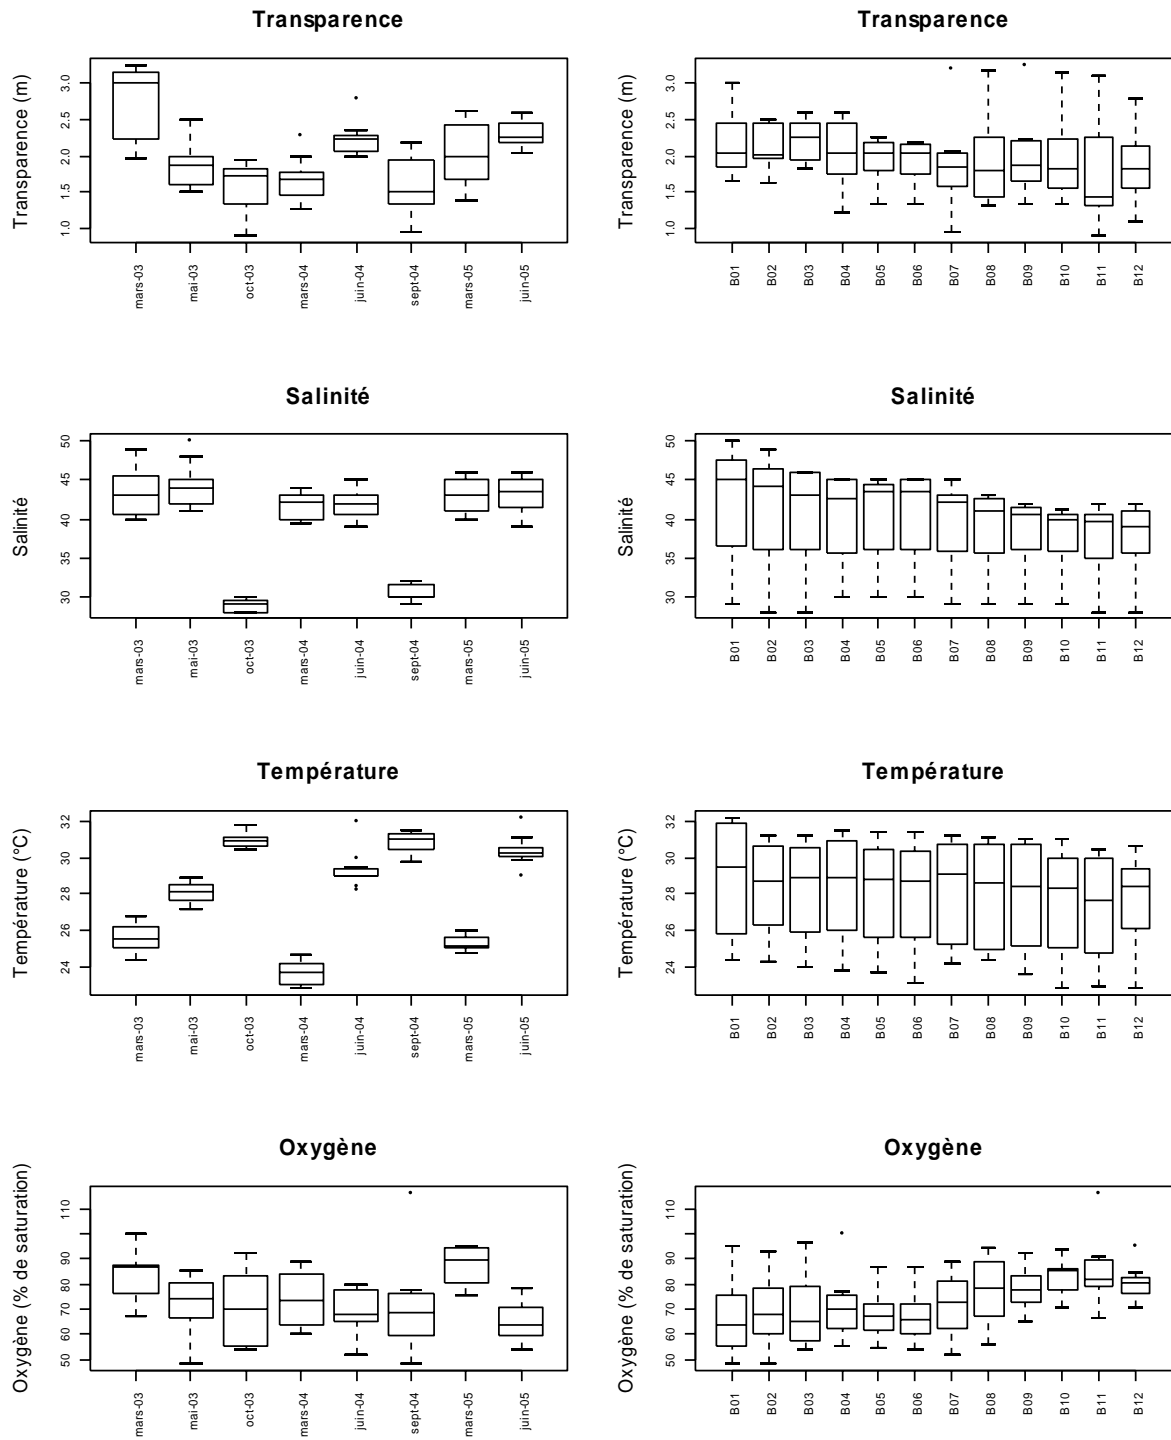 Transparence
Transparence
Transparence (m)
3.0
2.5
2.0
1.5
1.0
mars-03
mai-03
oct-03
mars-04
juin-04
sept-04
mars-05
juin-05
Transparence (m)
3.0
2.5
2.0
1.5
1.0
B01
B02
B03
B04
B05
B06
B07
B08
B09
B10
B11
B12
Salinité
Salinité
Salinité
50
45
40
35
30
mars-03
mai-03
oct-03
mars-04
juin-04
sept-04
mars-05
juin-05
Salinité
50
45
40
35
30
B01
B02
B03
B04
B05
B06
B07
B08
B09
B10
B11
B12
Température
Température
Température (°C)
32
30
28
26
24
mars-03
mai-03
oct-03
mars-04
juin-04
sept-04
mars-05
juin-05
Température (°C)
32
30
28
26
24
B01
B02
B03
B04
B05
B06
B07
B08
B09
B10
B11
B12
Oxygène
Oxygène
Oxygène (% de saturation)
110
90
80
70
60
50
mars-03
mai-03
oct-03
mars-04
juin-04
sept-04
mars-05
juin-05
Oxygène (% de saturation)
110
90
80
70
60
50
B01
B02
B03
B04
B05
B06
B07
B08
B09
B10
B11
B12